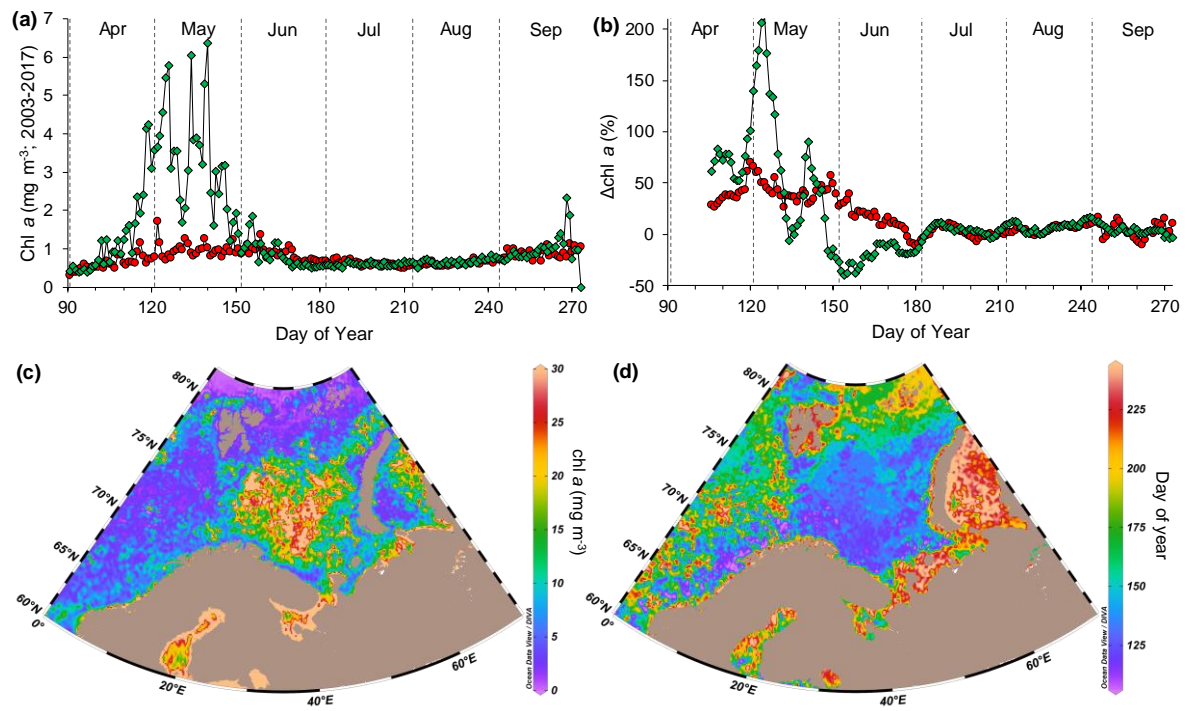 (a)
7
6
5
4
3
2
1
0
Chl a (mg m-3; 2003-2017)
Apr May Jun Jul Aug Sep
90 120 150 180 210 240 270
Day of Year
(b)
200
150
100
50
0
-50
Δchl a (%)
Apr May Jun Jul Aug Sep
90 120 150 180 210 240 270
Day of Year
(c)
80°N
75°N
70°N
65°N
60°N
0°
20°E
40°E
60°E
30
25
20
15
10
5
0
chl a (mg m-3)
Ocean Data View / DIVA
(d)
80°N
75°N
70°N
65°N
60°N
0°
20°E
40°E
60°E
225
200
175
150
125
Day of year
Ocean Data View / DIVA